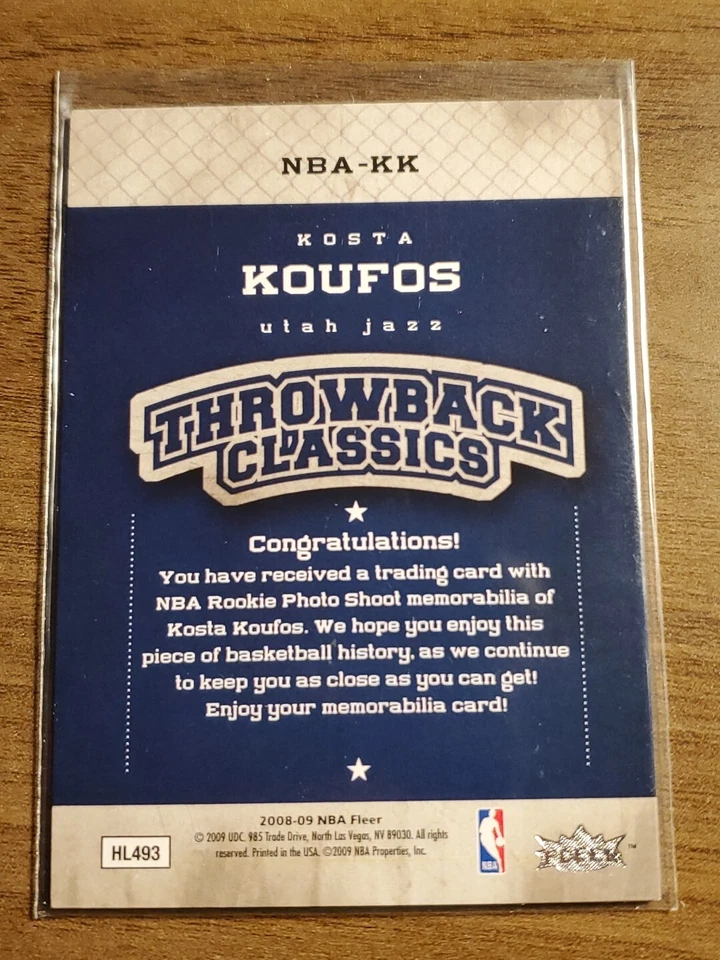 NBA-KK
KOSTA
KOUFOS
utah jazz
THROWBACK
CLASSICS
Congratulations!
You have received a trading card with
NBA Rookie Photo Shoot memorabilia of
Kosta Koufos. We hope you enjoy this
piece of basketball history, as we continue
to keep you as close as you can get!
Enjoy your memorabilia card!
2008-09 NBA Fleer
© 2009 UDC. 985 Trade Drive, North Las Vegas, NV 89030. All rights
reserved. Printed in the USA. ©2009 NBA Properties, Inc.
HL493
NBA
FLEER™